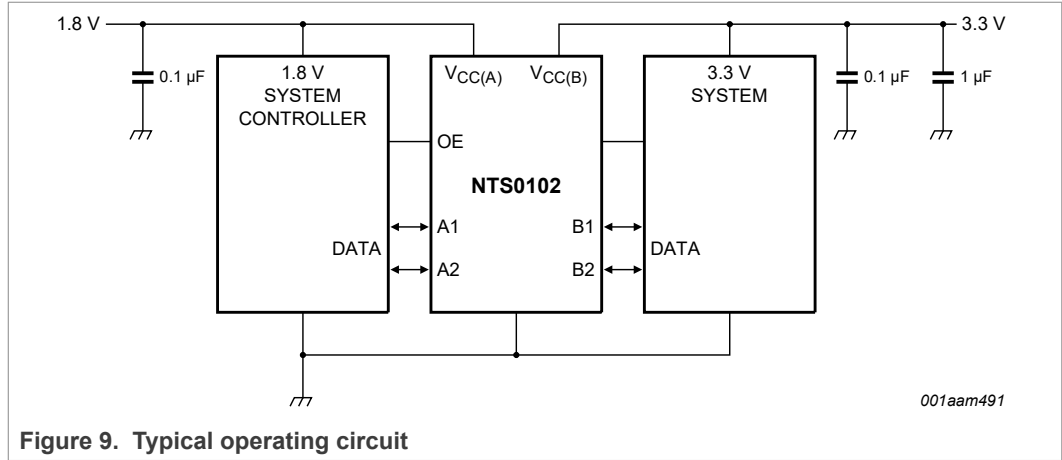 1.8 V
3.3 V
0.1 µF
1.8 V
SYSTEM
CONTROLLER
DATA
VCC(A)
VCC(B)
OE
NTS0102
A1
A2
B1
B2
3.3 V
SYSTEM
DATA
0.1 µF
1 µF
001aam491
Figure 9. Typical operating circuit